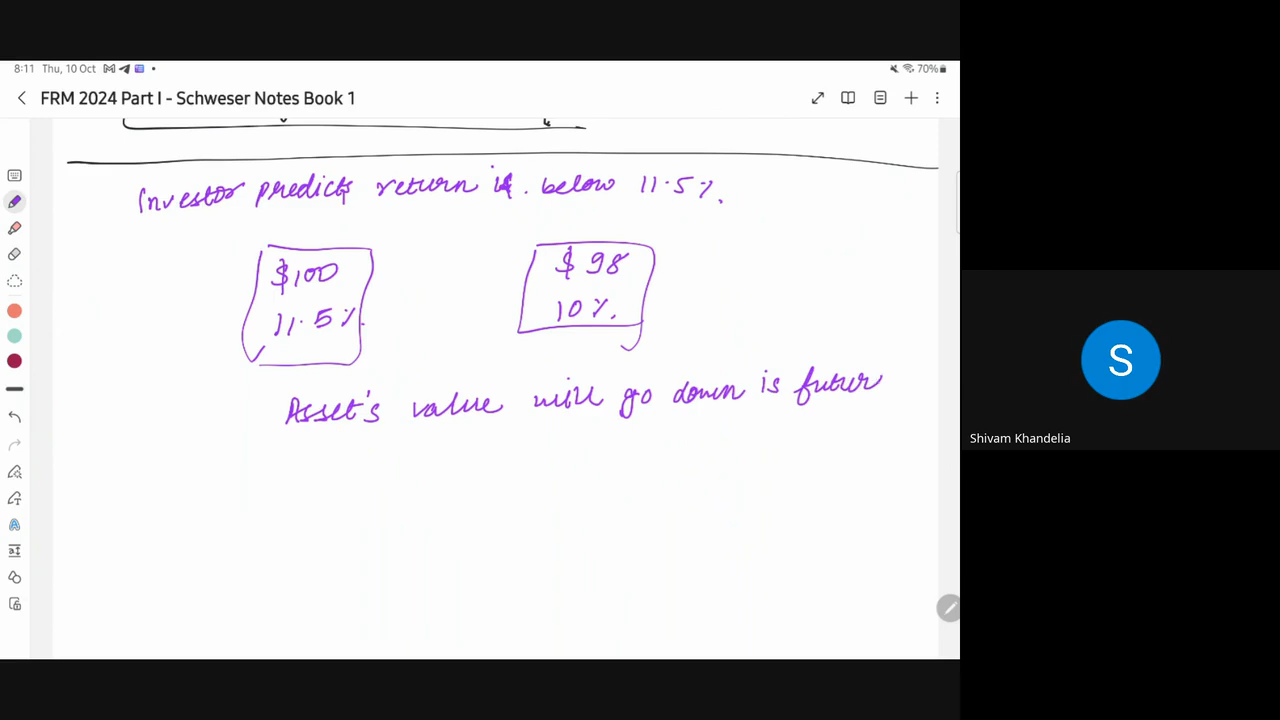 8:11 Thu, 10 Oct 70%
FRM 2024 Part I - Schweser Notes Book 1
Investor predicts return is. below 11.5%.
$100 $98
11.5% 10%.
Asset's value will go down is futur
S
Shivam Khandelia